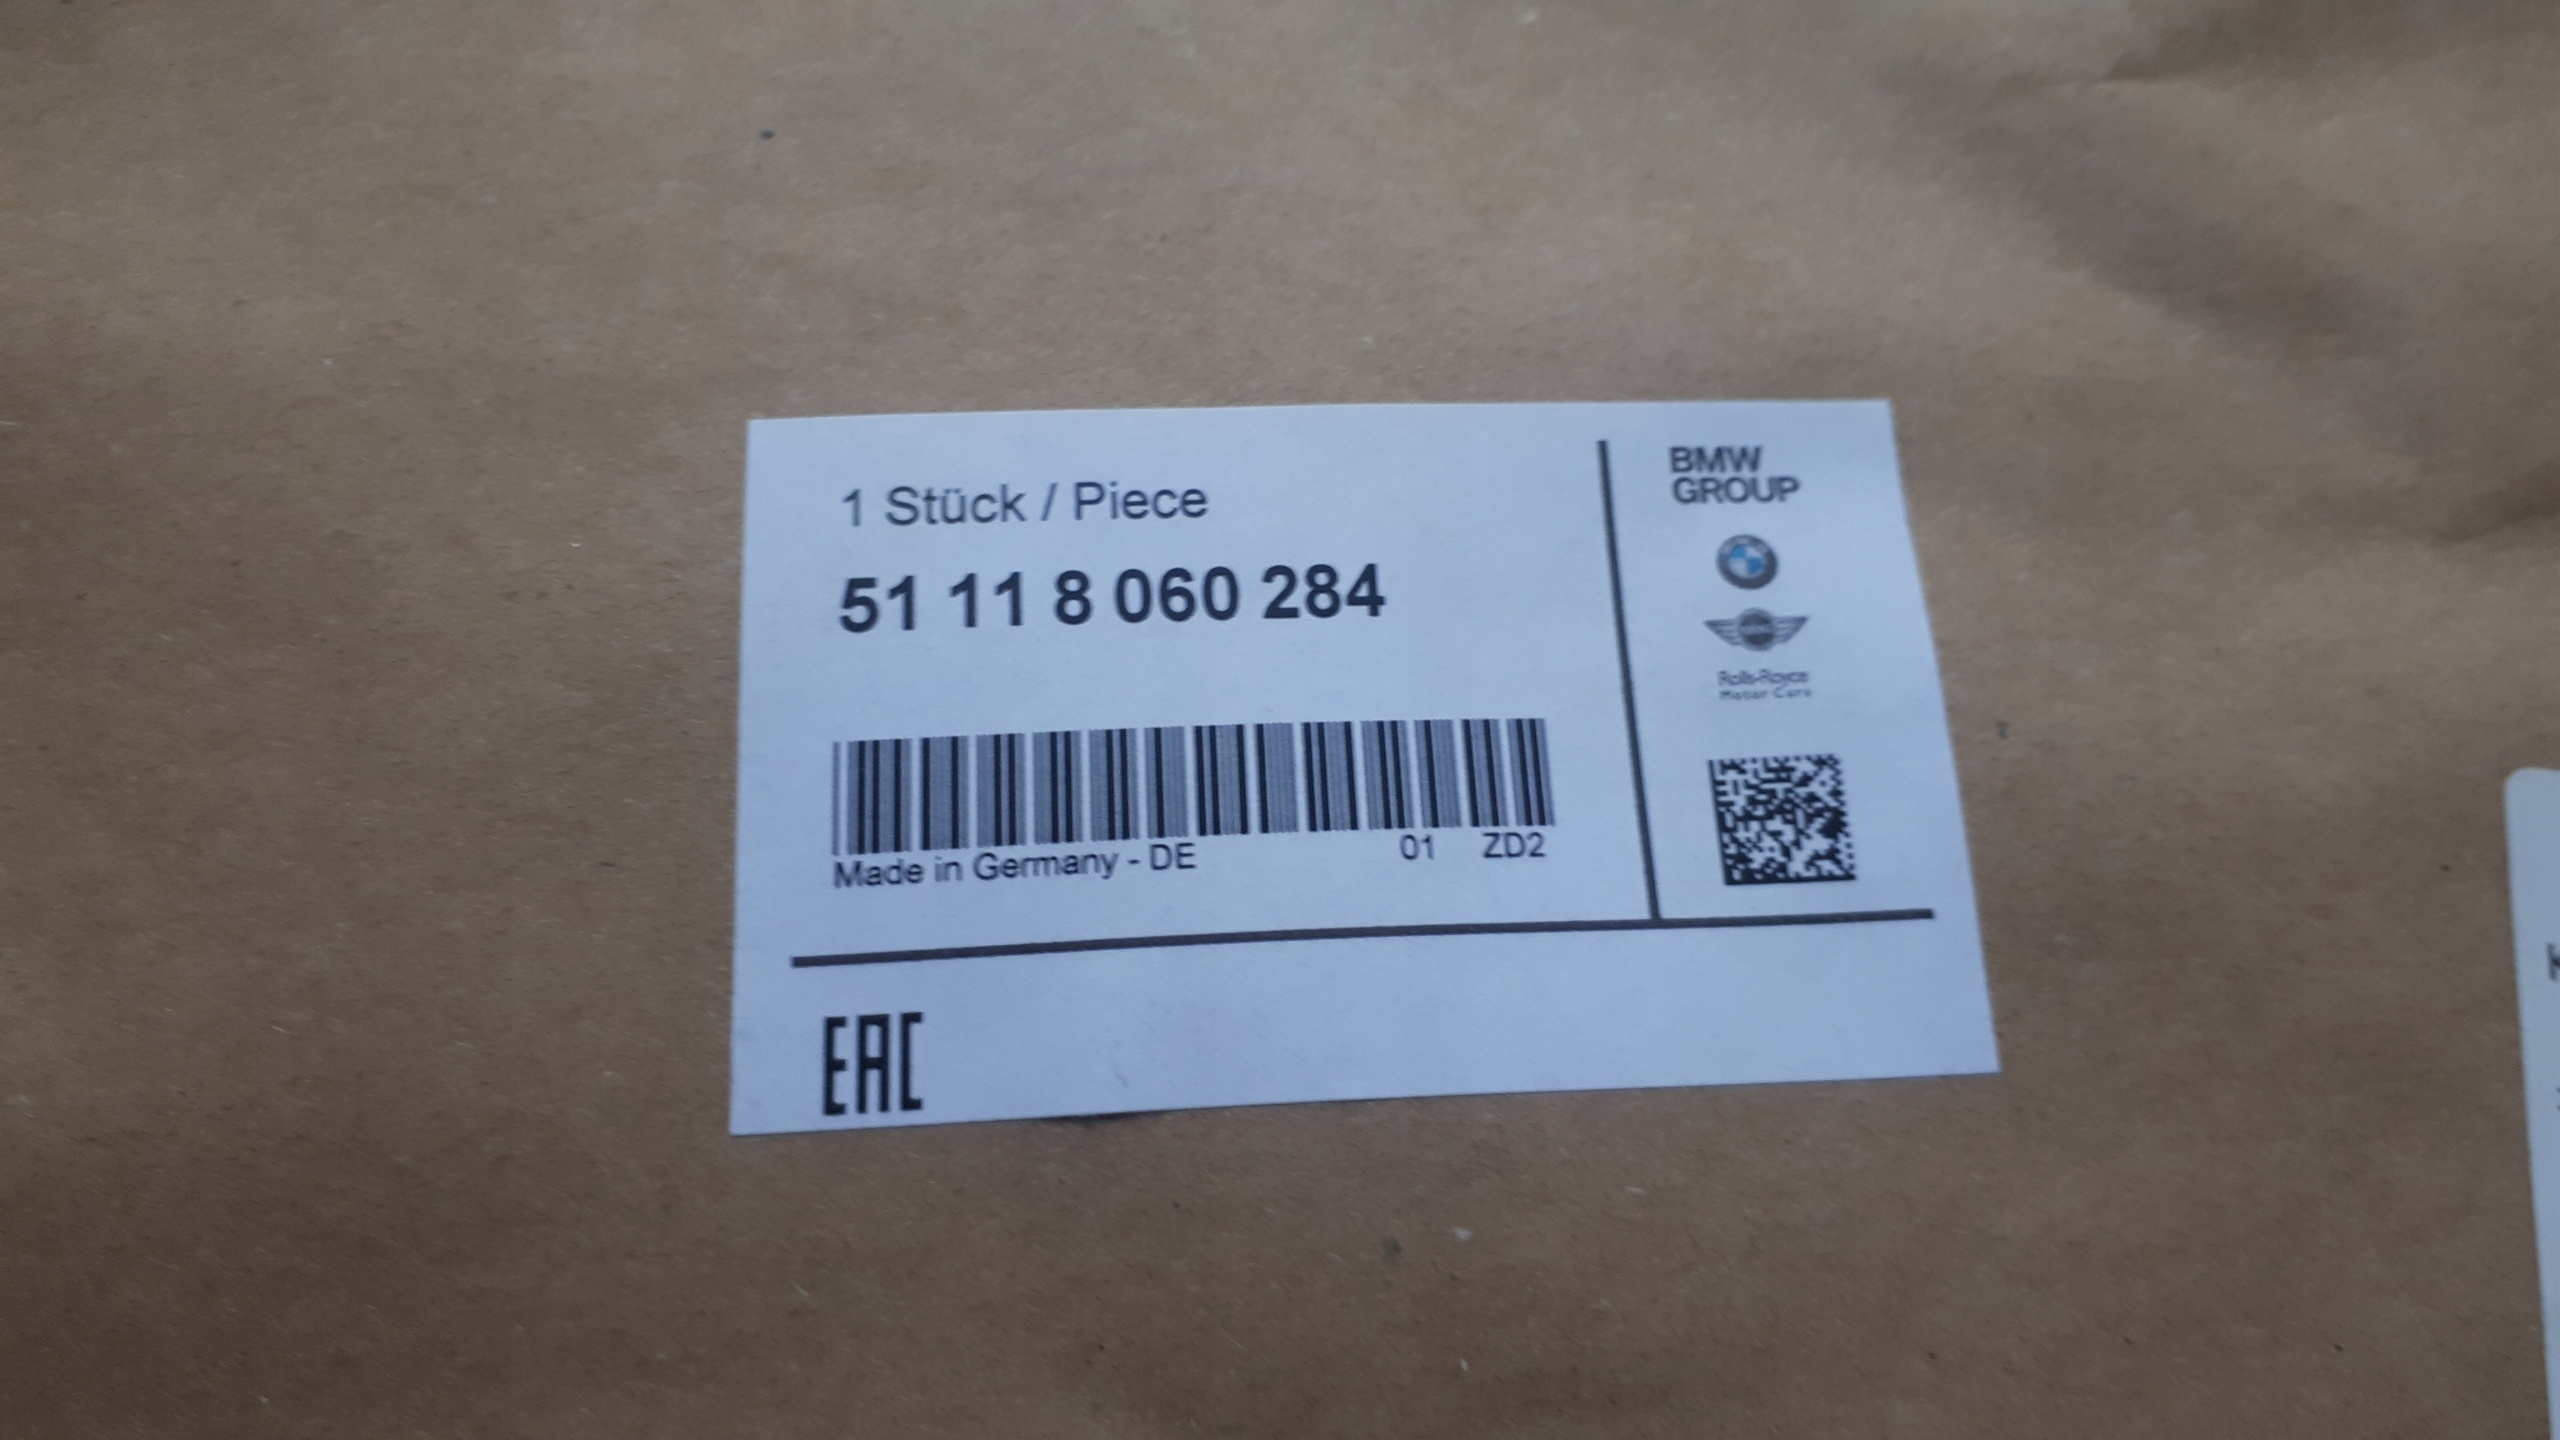 1 Stück / Piece
51 11 8 060 284
Made in Germany - DE 01 ZD2
BMW
GROUP
Rolls-Royce
Motor Cars
EAC